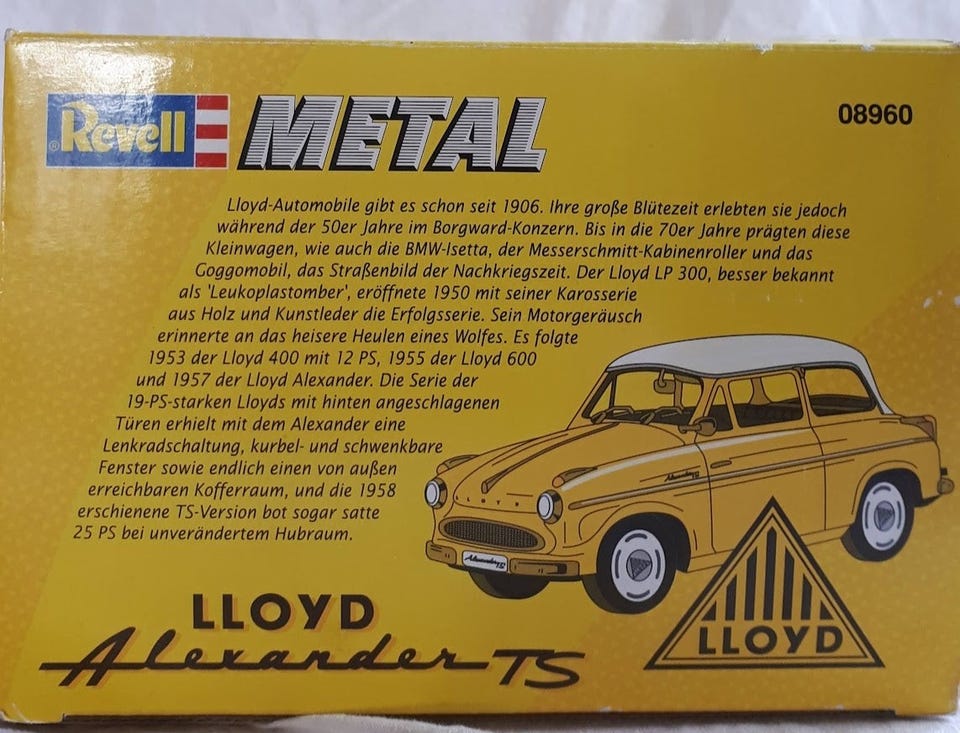 Revell METAL
08960
Lloyd-Automobile gibt es schon seit 1906. Ihre große Blütezeit erlebten sie jedoch
während der 50er Jahre im Borgward-Konzern. Bis in die 70er Jahre prägten diese
Kleinwagen, wie auch die BMW-Isetta, der Messerschmitt-Kabinenroller und das
Goggomobil, das Straßenbild der Nachkriegszeit. Der Lloyd LP 300, besser bekannt
als 'Leukoplastomber', eröffnete 1950 mit seiner Karosserie
aus Holz und Kunstleder die Erfolgsserie. Sein Motorgeräusch
erinnerte an das heisere Heulen eines Wolfes. Es folgte
1953 der Lloyd 400 mit 12 PS, 1955 der Lloyd 600
und 1957 der Lloyd Alexander. Die Serie der
19-PS-starken Lloyds mit hinten angeschlagenen
Türen erhielt mit dem Alexander eine
Lenkradschaltung, kurbel- und schwenkbare
Fenster sowie endlich einen von außen
erreichbaren Kofferraum, und die 1958
erschienene TS-Version bot sogar satte
25 PS bei unverändertem Hubraum.
Alexander TS
LLOYD
Alexander TS
LLOYD